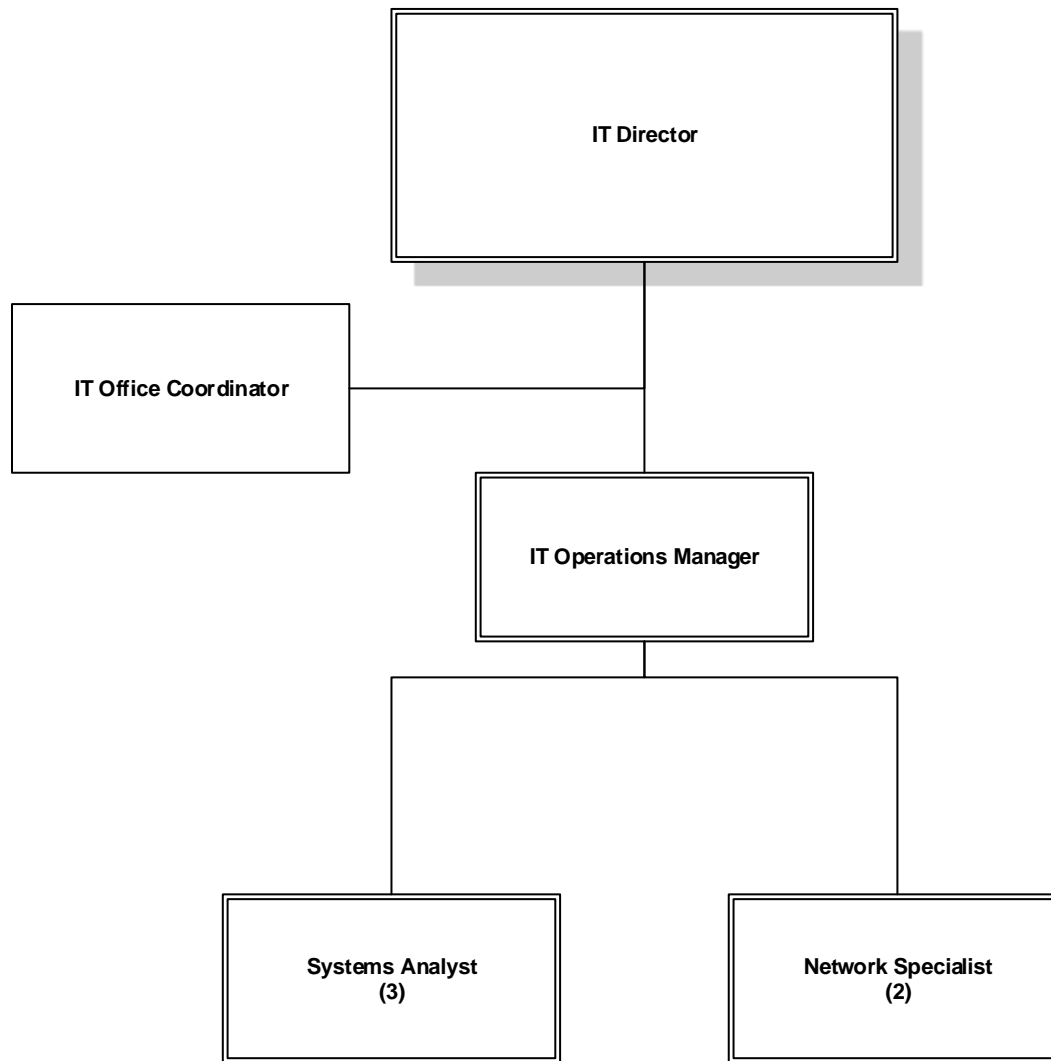 IT Director
IT Office Coordinator
IT Operations Manager
Systems Analyst
(3)
Network Specialist
(2)